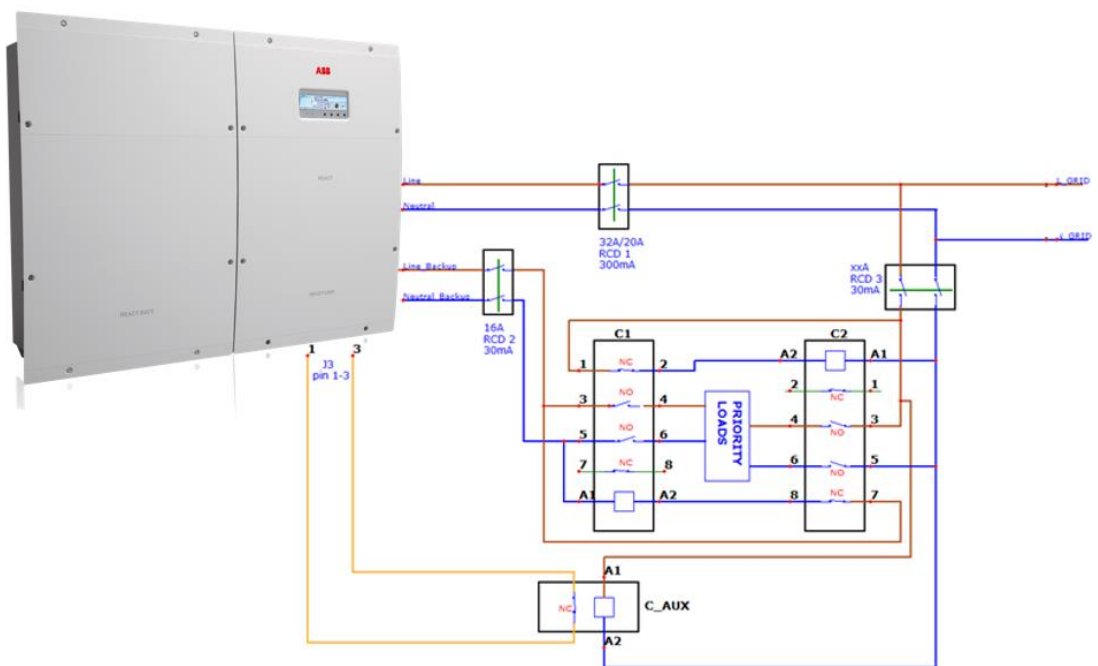 ABB
REACT
REACT-BATT
Line
Neutral
Line_Backup
Neutral_Backup
32A/20A
RCD 1
300mA
L_GRID
xxA
RCD 3
30mA
16A
RCD 2
30mA
1
3
J3
pin 1-3
C1
C2
1
NC
2
A2
A1
2
NC
1
3
NO
4
PRIORITY
LOADS
4
NO
3
5
NO
6
6
NO
5
7
NC
8
A1
A2
8
NC
7
A1
NC
C_AUX
A2